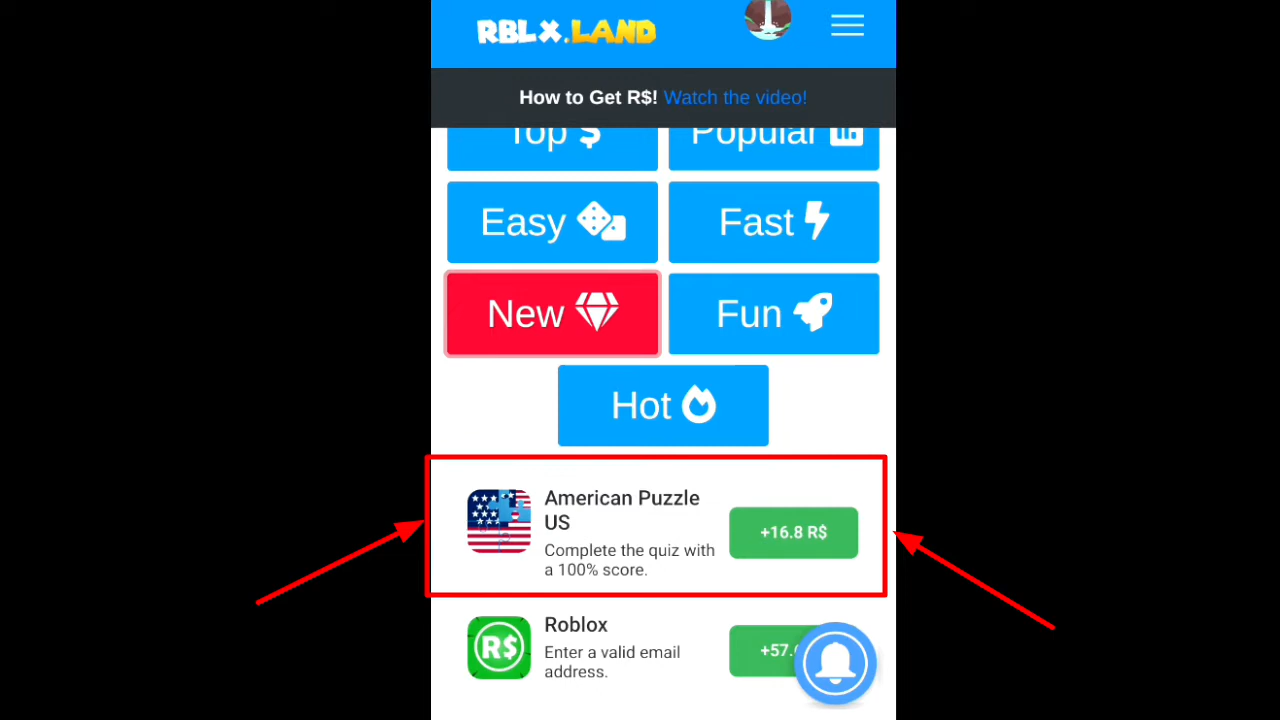 RBLX.LAND
How to Get R$! Watch the video!
Top $
Popular
Easy
Fast
New
Fun
Hot
American Puzzle
US
Complete the quiz with
a 100% score.
+16.8 R$
Roblox
Enter a valid email
address.
R$
+57.